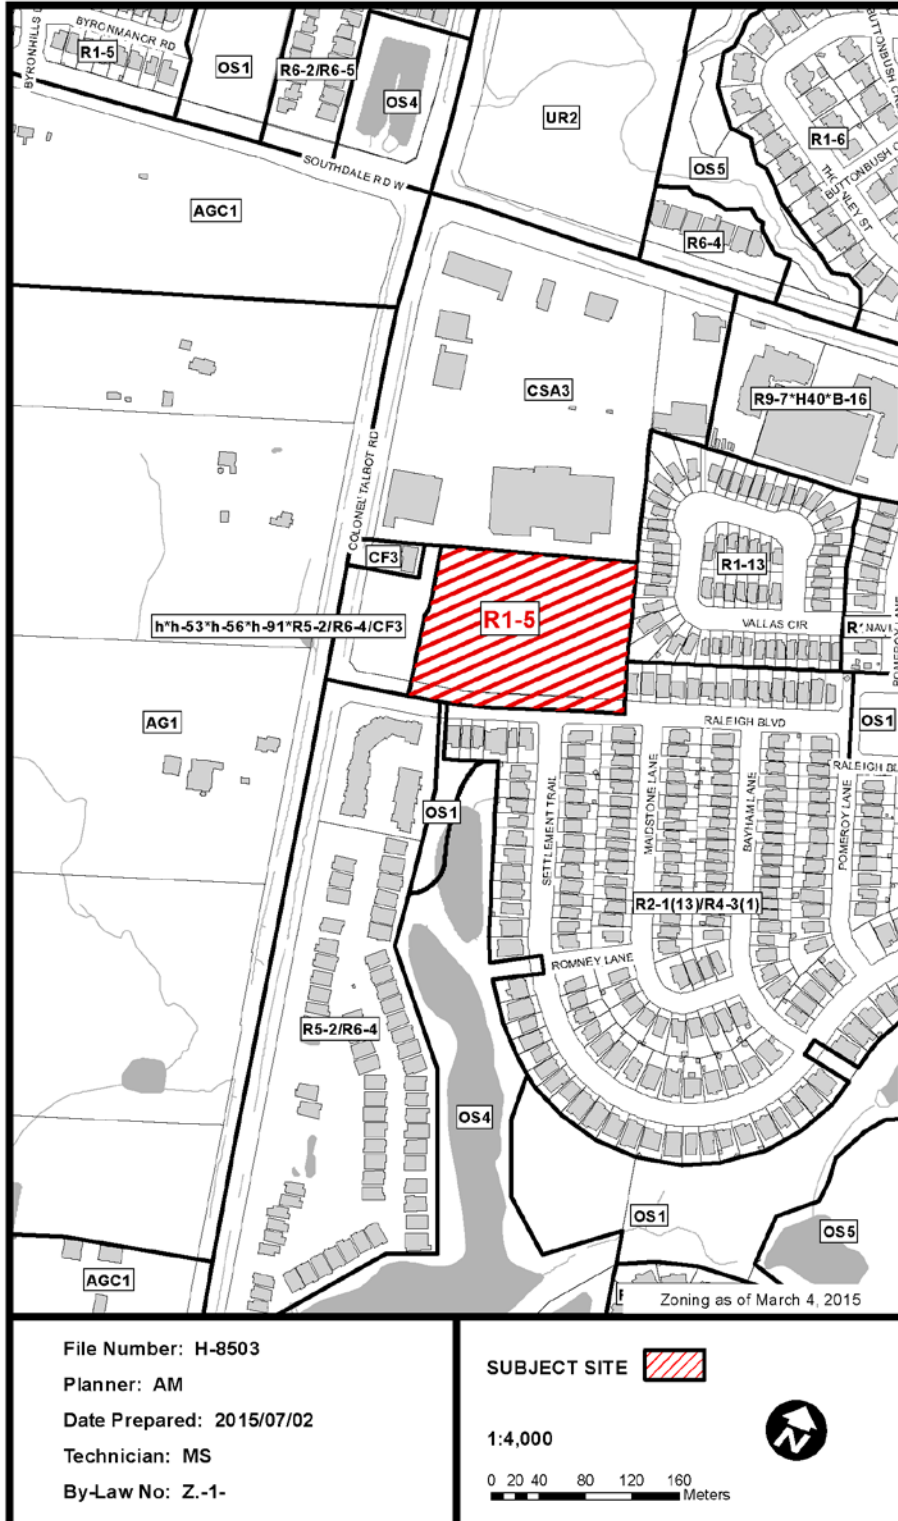 BYRONHILLS
BYRONMANOR RD
R1-5
OS1
R6-2/R6-5
OS4
SOUTHDALE RD W
UR2
OS5
R1-6
BUTTONBUSH
BUTTONBUSH
R6-4
AGC1
CSA3
R9-7*H40*B-16
COLONEL TALBOT RD
CF3
R1-13
R1-5
VALLAS CIR
h*h-53*h-56*h-91*R5-2/R6-4/CF3
AG1
RALEIGH BLVD
OS1
RALEIGH BL
SETTLEMENT TRAIL
MAIDSTONE LANE
BAYHAM LANE
POMEROY LANE
OS1
R2-1(13)/R4-3(1)
ROMNEY LANE
R5-2/R6-4
OS4
OS1
OS5
AGC1
Zoning as of March 4, 2015
File Number: H-8503
Planner: AM
Date Prepared: 2015/07/02
Technician: MS
By-Law No: Z.-1-
SUBJECT SITE
1:4,000
0 20 40 80 120 160
Meters
N